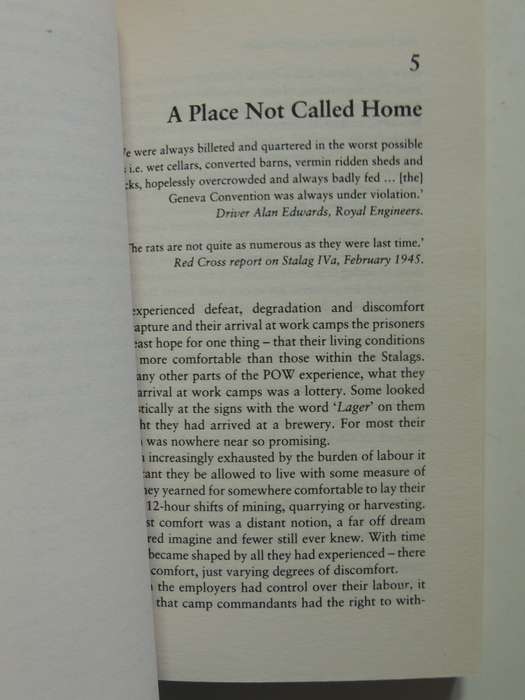 5
A Place Not Called Home
were always billeted and quartered in the worst possible
i.e. wet cellars, converted barns, vermin ridden sheds and
hopelessly overcrowded and always badly fed ... [the]
Geneva Convention was always under violation.'
Driver Alan Edwards, Royal Engineers.
The rats are not quite as numerous as they were last time.'
Red Cross report on Stalag IVa, February 1945.
experienced defeat, degradation and discomfort
and their arrival at work camps the prisoners
hope for one thing – that their living conditions
more comfortable than those within the Stalags.
other parts of the POW experience, what they
arrival at work camps was a lottery. Some looked
at the signs with the word 'Lager' on them
they had arrived at a brewery. For most their
was nowhere near so promising.
increasingly exhausted by the burden of labour it
they be allowed to live with some measure of
they yearned for somewhere comfortable to lay their
12-hour shifts of mining, quarrying or harvesting.
comfort was a distant notion, a far off dream
imagine and fewer still ever knew. With time
became shaped by all they had experienced – there
comfort, just varying degrees of discomfort.
the employers had control over their labour, it
that camp commandants had the right to with-